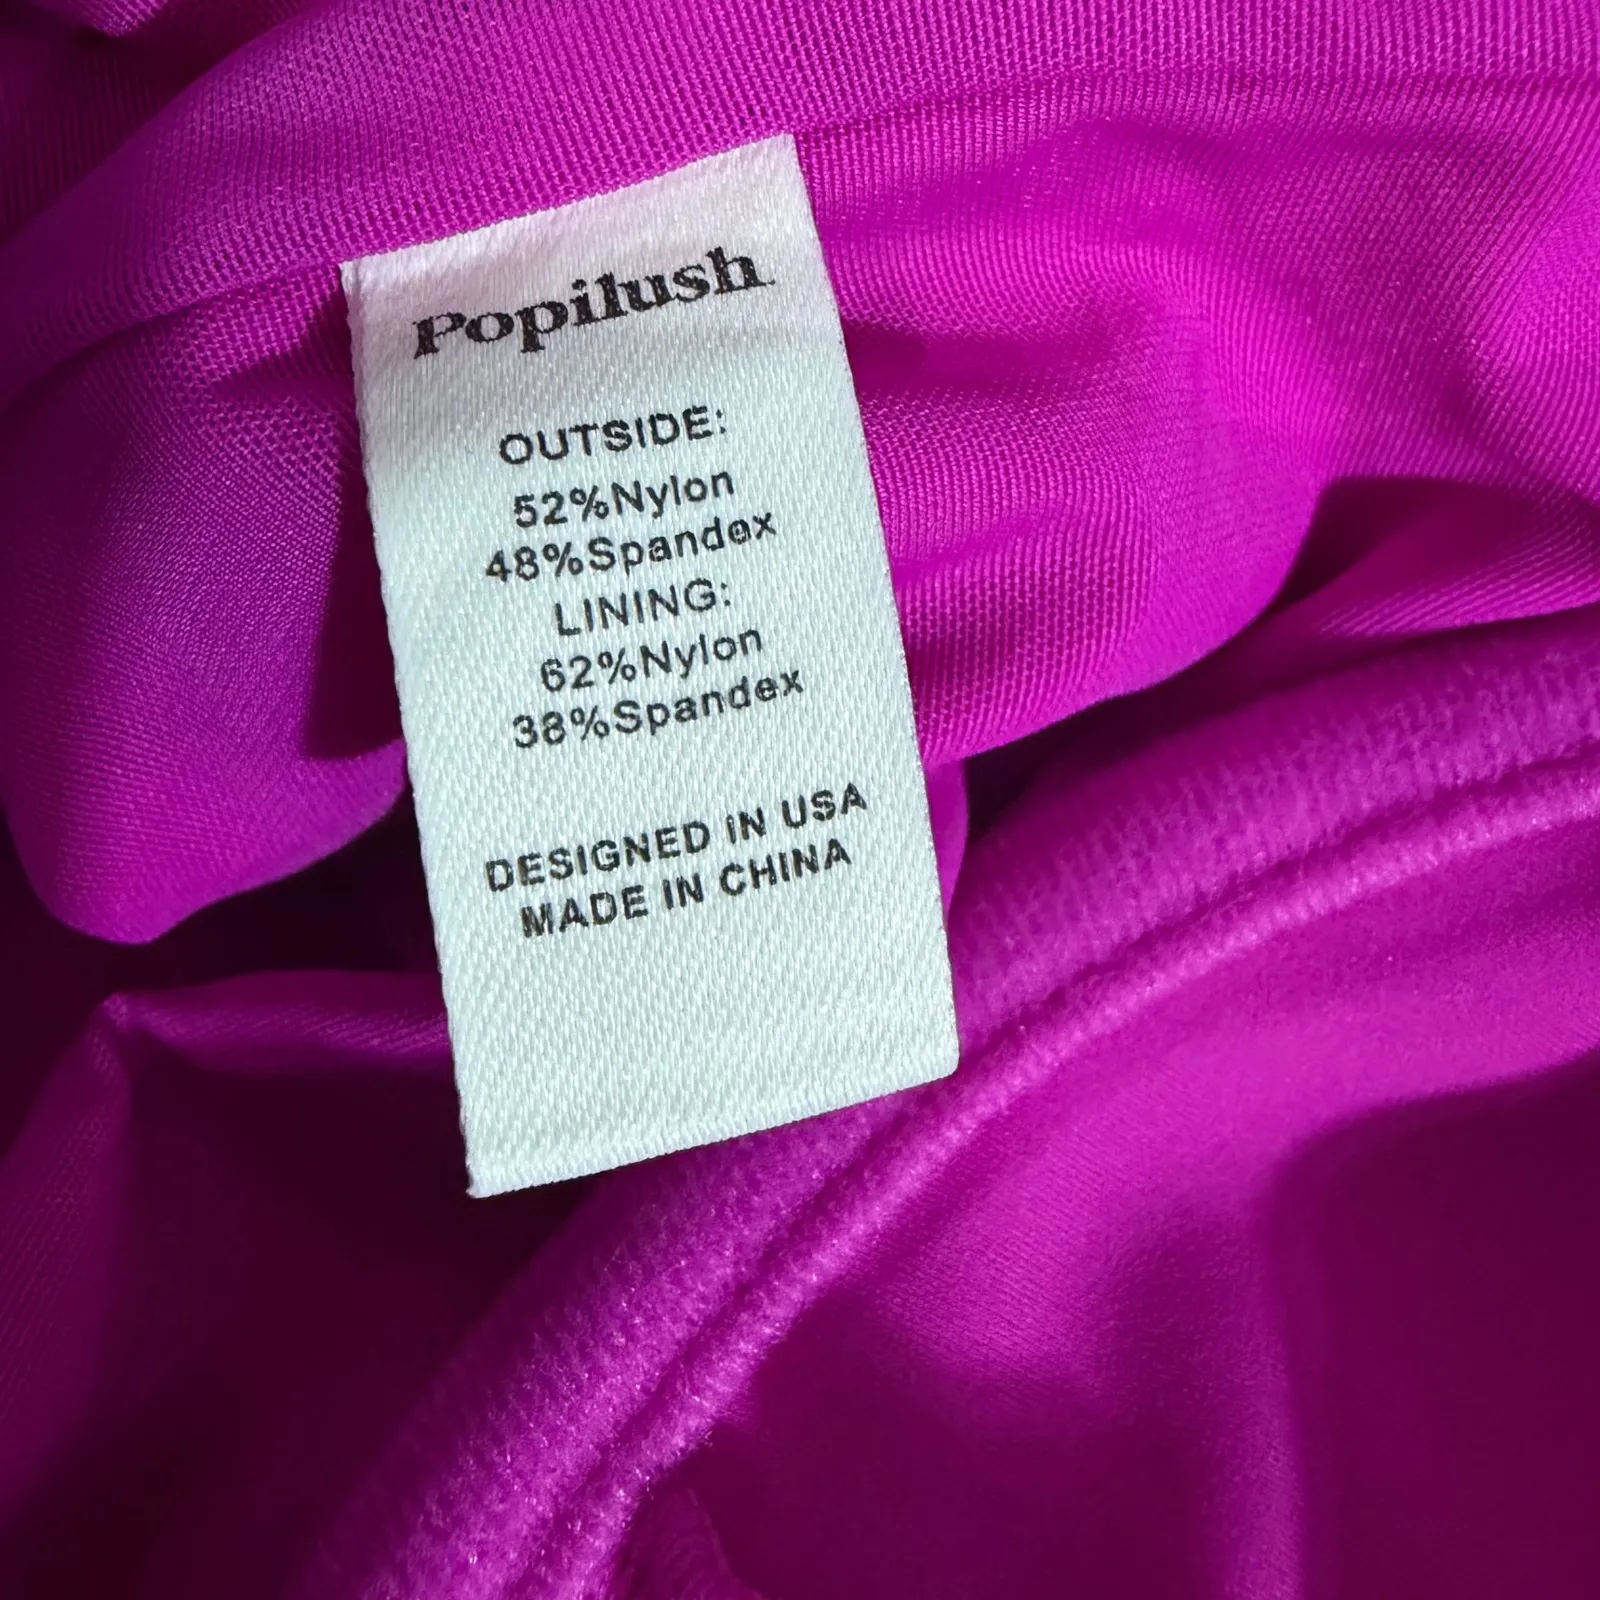 Popilush
OUTSIDE:
52%Nylon
48%Spandex
LINING:
62%Nylon
38%Spandex
DESIGNED IN USA
MADE IN CHINA